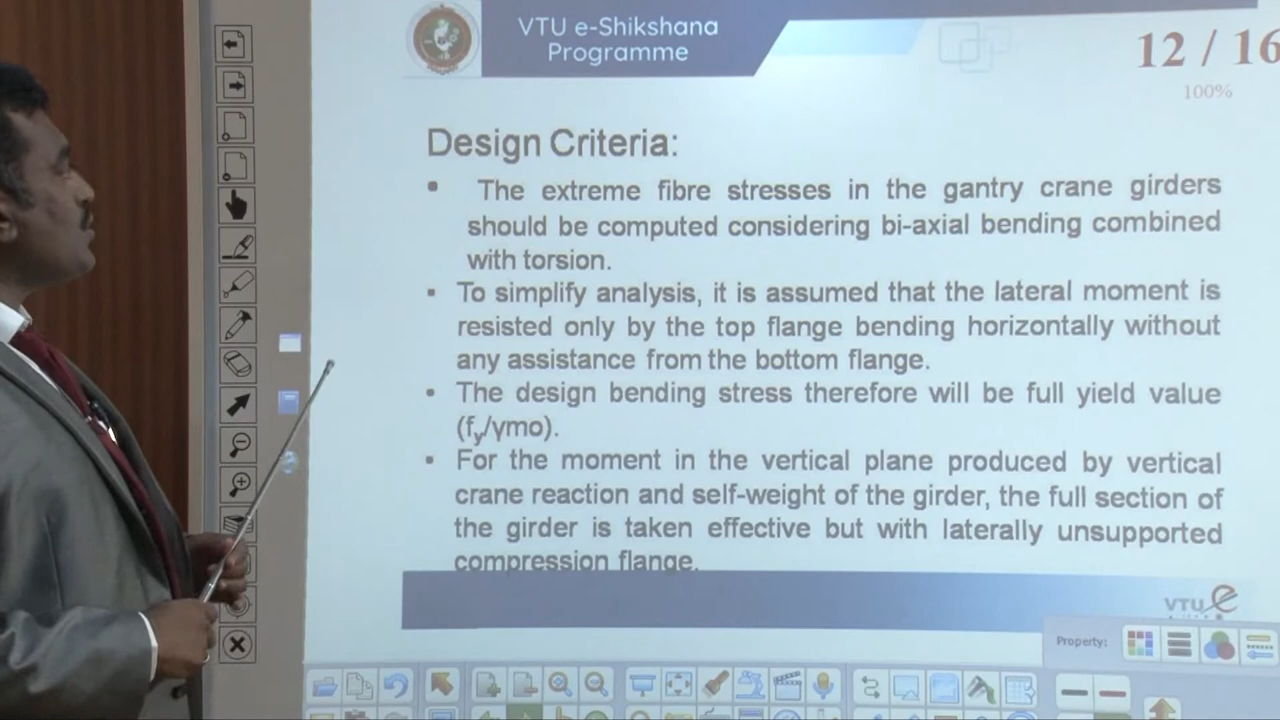 VTU e-Shikshana
Programme
12 / 16
100%
Design Criteria:
▪ The extreme fibre stresses in the gantry crane girders
should be computed considering bi-axial bending combined
with torsion.
▪ To simplify analysis, it is assumed that the lateral moment is
resisted only by the top flange bending horizontally without
any assistance from the bottom flange.
▪ The design bending stress therefore will be full yield value
(fy/γmo).
▪ For the moment in the vertical plane produced by vertical
crane reaction and self-weight of the girder, the full section of
the girder is taken effective but with laterally unsupported
compression flange.
VTU e
Property: